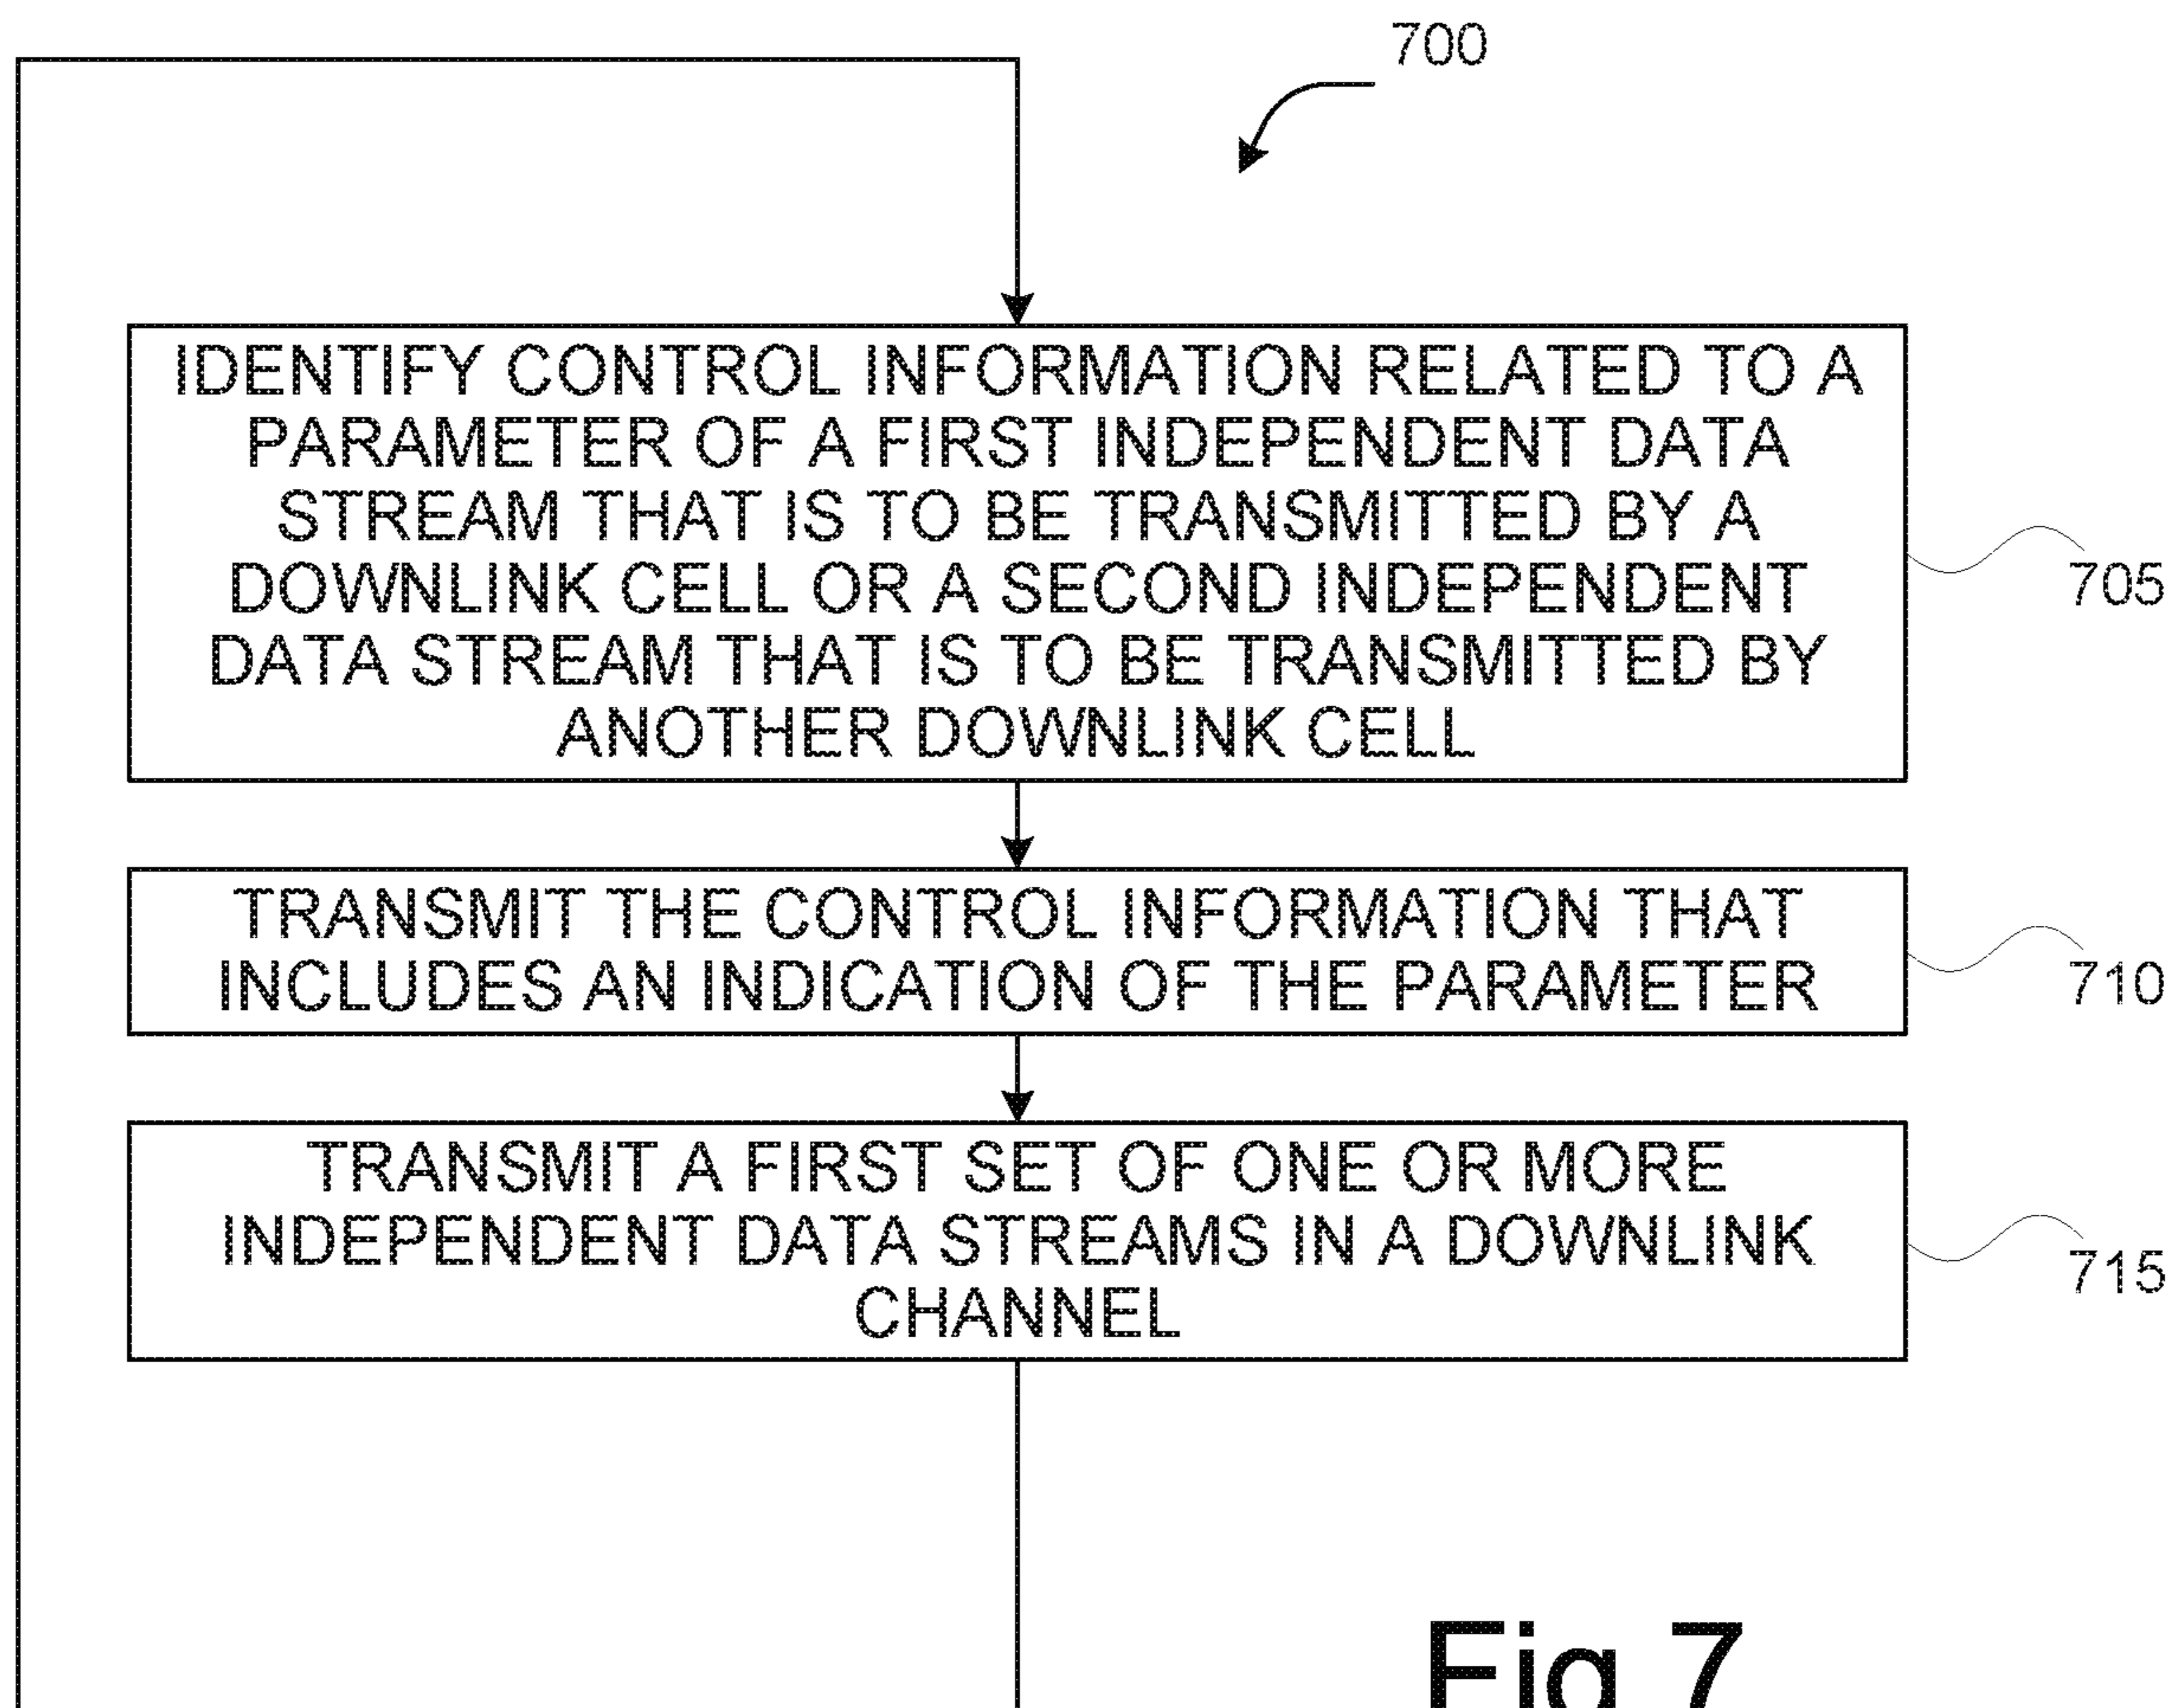 700
IDENTIFY CONTROL INFORMATION RELATED TO A
PARAMETER OF A FIRST INDEPENDENT DATA
STREAM THAT IS TO BE TRANSMITTED BY A
DOWNLINK CELL OR A SECOND INDEPENDENT
DATA STREAM THAT IS TO BE TRANSMITTED BY
ANOTHER DOWNLINK CELL
705
TRANSMIT THE CONTROL INFORMATION THAT
INCLUDES AN INDICATION OF THE PARAMETER
710
TRANSMIT A FIRST SET OF ONE OR MORE
INDEPENDENT DATA STREAMS IN A DOWNLINK
CHANNEL
715
Fig 7